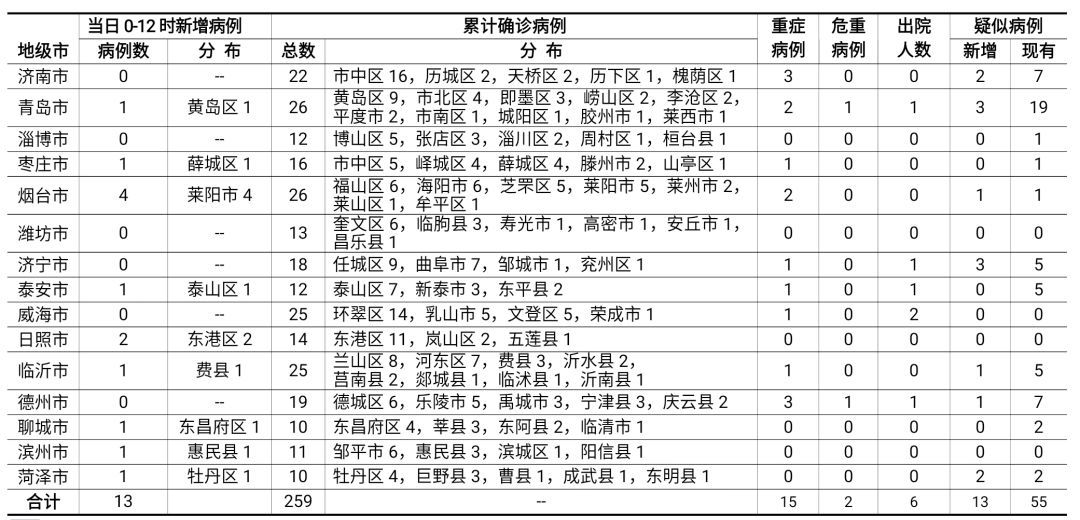 当日 0-12 时新增病例 累计确诊病例 重症 危重 出院 疑似病例
地级市 病例数 分 布 总数 分 布 病例 病例 人数 新增 现有
济南市 0 -- 22 市中区 16，历城区 2，天桥区 2，历下区 1，槐荫区 1 3 0 0 2 7
青岛市 1 黄岛区 1 26 黄岛区 9，市北区 4，即墨区 3，崂山区 2，李沧区 2， 2 1 1 3 19
平度市 2，市南区 1，城阳区 1，胶州市 1，莱西市 1
淄博市 0 -- 12 博山区 5，张店区 3，淄川区 2，周村区 1，桓台县 1 0 0 0 0 1
枣庄市 1 薛城区 1 16 市中区 5，峄城区 4，薛城区 4，滕州市 2，山亭区 1 1 0 0 0 1
烟台市 4 莱阳市 4 26 福山区 6，海阳市 6，芝罘区 5，莱阳市 5，莱州市 2， 2 0 0 1 1
莱山区 1，牟平区 1
潍坊市 0 -- 13 奎文区 6，临朐县 3，寿光市 1，高密市 1，安丘市 1， 0 0 0 0 0
昌乐县 1
济宁市 0 -- 18 任城区 9，曲阜市 7，邹城市 1，兖州区 1 1 0 1 3 5
泰安市 1 泰山区 1 12 泰山区 7，新泰市 3，东平县 2 1 0 1 0 5
威海市 0 -- 25 环翠区 14，乳山市 5，文登区 5，荣成市 1 1 0 2 0 0
日照市 2 东港区 2 14 东港区 11，岚山区 2，五莲县 1 0 0 0 0 0
临沂市 1 费县 1 25 兰山区 8，河东区 7，费县 3，沂水县 2， 1 0 0 1 5
莒南县 2，郯城县 1，临沭县 1，沂南县 1
德州市 0 -- 19 德城区 6，乐陵市 5，禹城市 3，宁津县 3，庆云县 2 3 1 1 1 7
聊城市 1 东昌府区 1 10 东昌府区 4，莘县 3，东阿县 2，临清市 1 0 0 0 0 2
滨州市 1 惠民县 1 11 邹平市 6，惠民县 3，滨城区 1，阳信县 1 0 0 0 0 0
菏泽市 1 牡丹区 1 10 牡丹区 4，巨野县 3，曹县 1，成武县 1，东明县 1 0 0 0 2 2
合计 13 259 -- 15 2 6 13 55